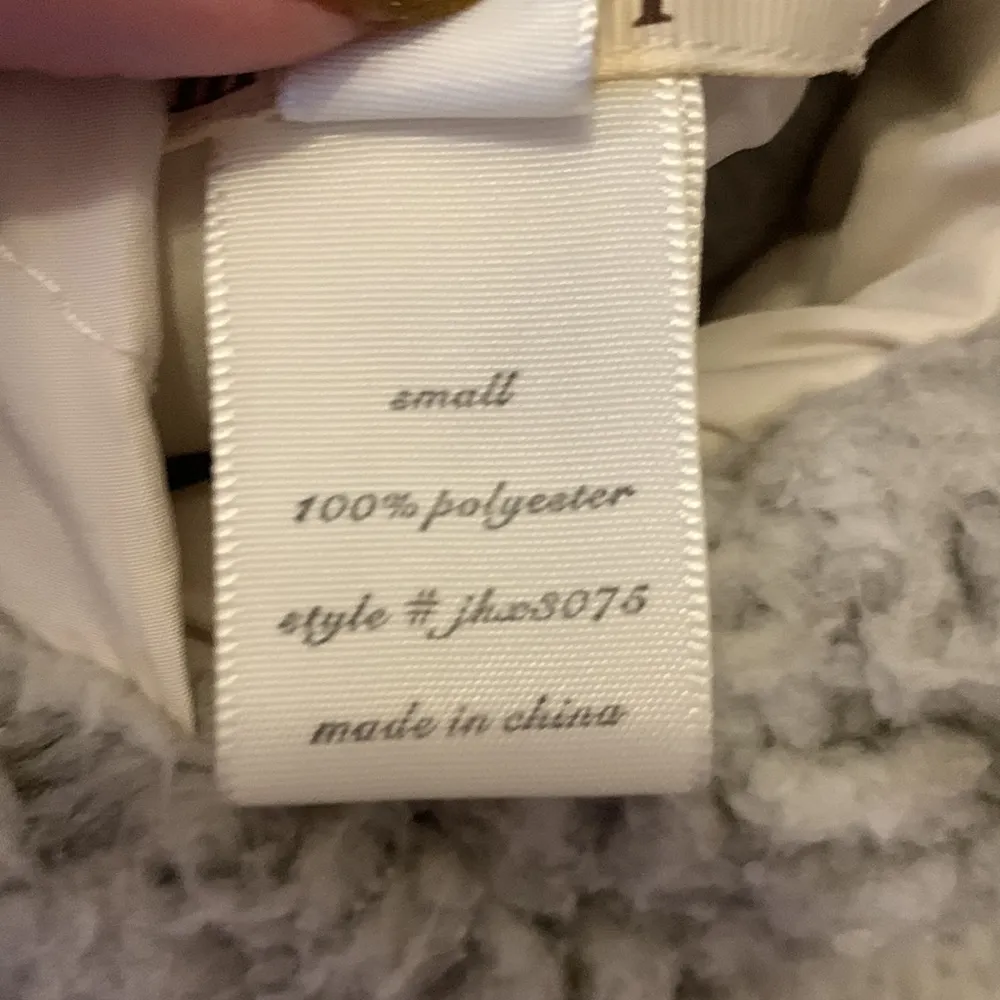 small
100% polyester
style # jhx3075
made in china